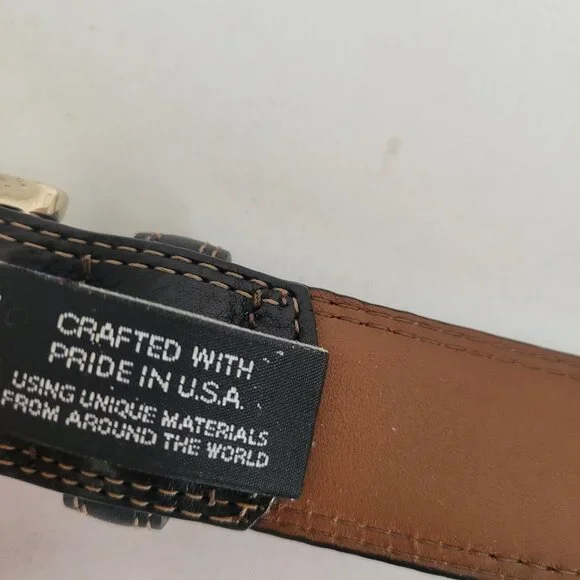 CRAFTED WITH
PRIDE IN U.S.A.
USING UNIQUE MATERIALS
FROM AROUND THE WORLD